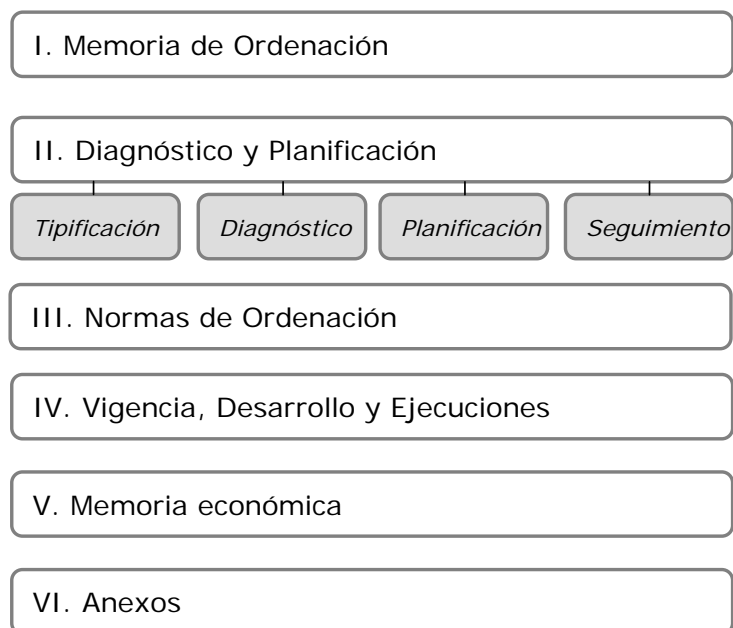 I. Memoria de Ordenación
II. Diagnóstico y Planificación
Tipificación
Diagnóstico
Planificación
Seguimiento
III. Normas de Ordenación
IV. Vigencia, Desarrollo y Ejecuciones
V. Memoria económica
VI. Anexos